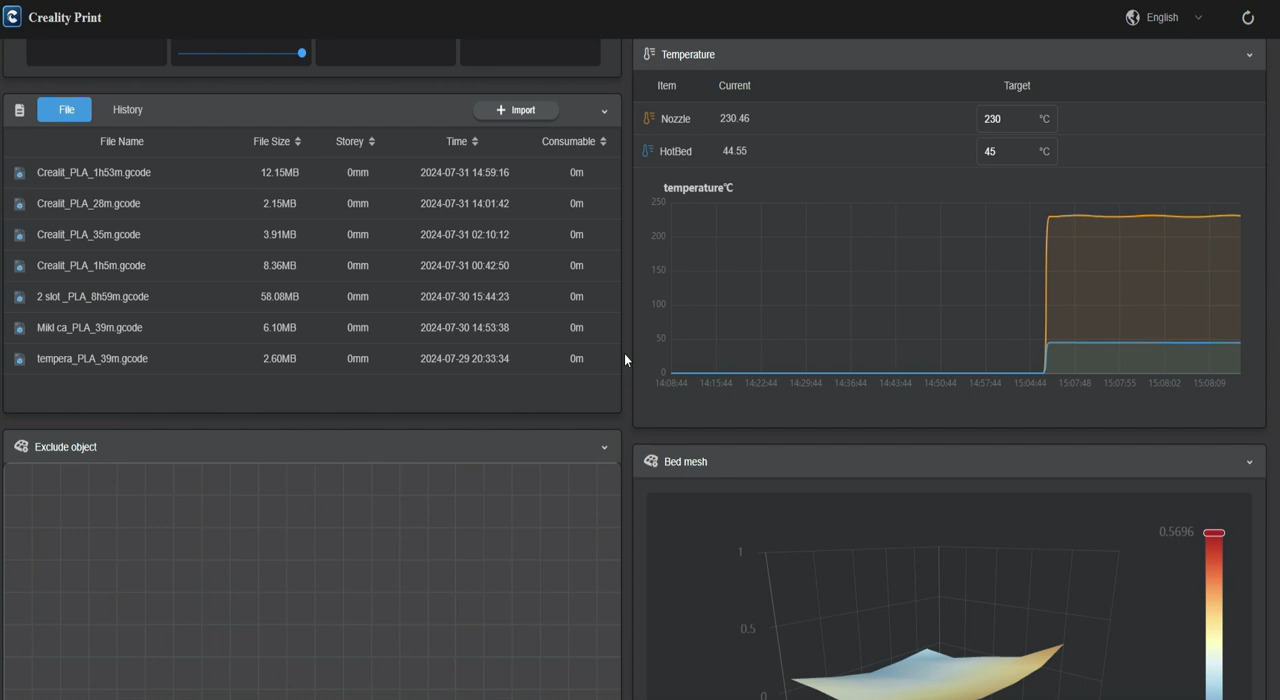 Creality Print
English
File
History
Import
File Name File Size Storey Time Consumable
Crealit_PLA_1h53m.gcode 12.15MB 0mm 2024-07-31 14:59:16 0m
Crealit_PLA_28m.gcode 2.15MB 0mm 2024-07-31 14:01:42 0m
Crealit_PLA_35m.gcode 3.91MB 0mm 2024-07-31 02:10:12 0m
Crealit_PLA_1h5m.gcode 8.36MB 0mm 2024-07-31 00:42:50 0m
2 slot _PLA_8h59m.gcode 58.08MB 0mm 2024-07-30 15:44:23 0m
Mikl ca_PLA_39m.gcode 6.10MB 0mm 2024-07-30 14:53:38 0m
tempera_PLA_39m.gcode 2.60MB 0mm 2024-07-29 20:33:34 0m
Exclude object
Temperature
Item Current Target
Nozzle 230.46 230 °C
HotBed 44.55 45 °C
temperature℃
250
200
150
100
50
0
14:08:44 14:15:44 14:22:44 14:29:44 14:36:44 14:43:44 14:50:44 14:57:44 15:04:44 15:07:48 15:07:55 15:08:02 15:08:09
Bed mesh
0.5696
1
0.5
0